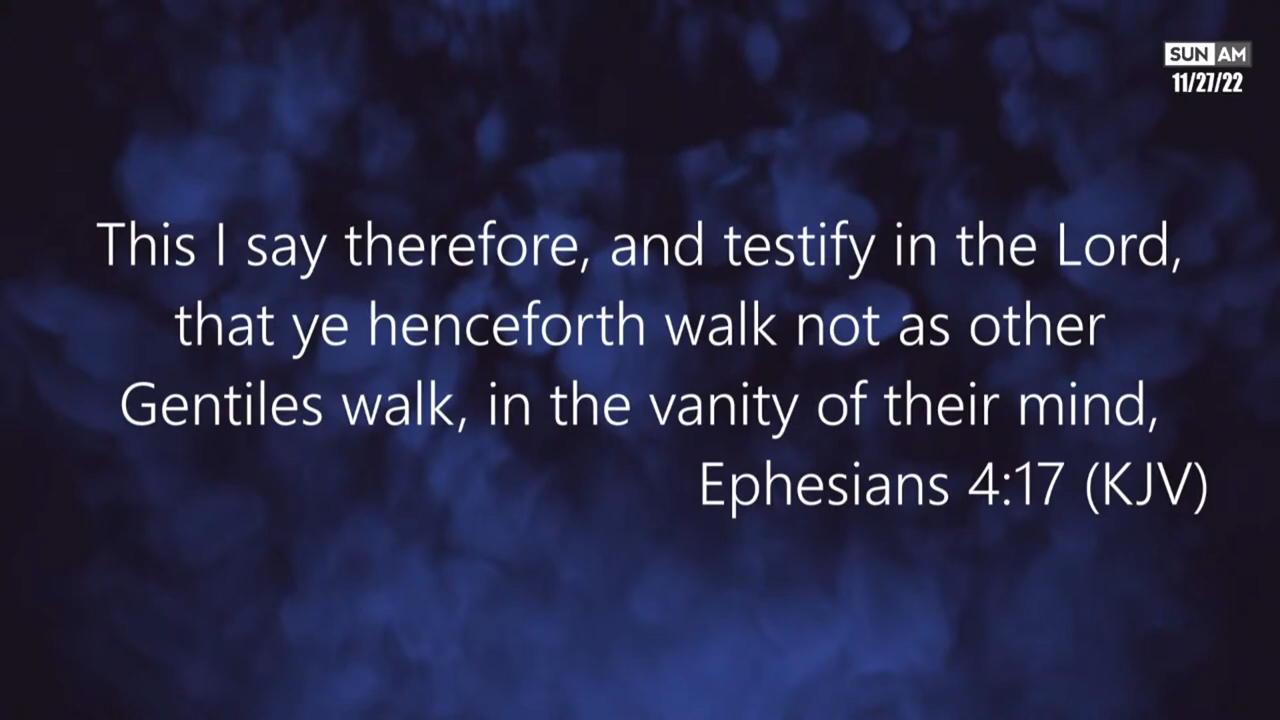 SUN AM
11/27/22
This I say therefore, and testify in the Lord,
that ye henceforth walk not as other
Gentiles walk, in the vanity of their mind,
Ephesians 4:17 (KJV)